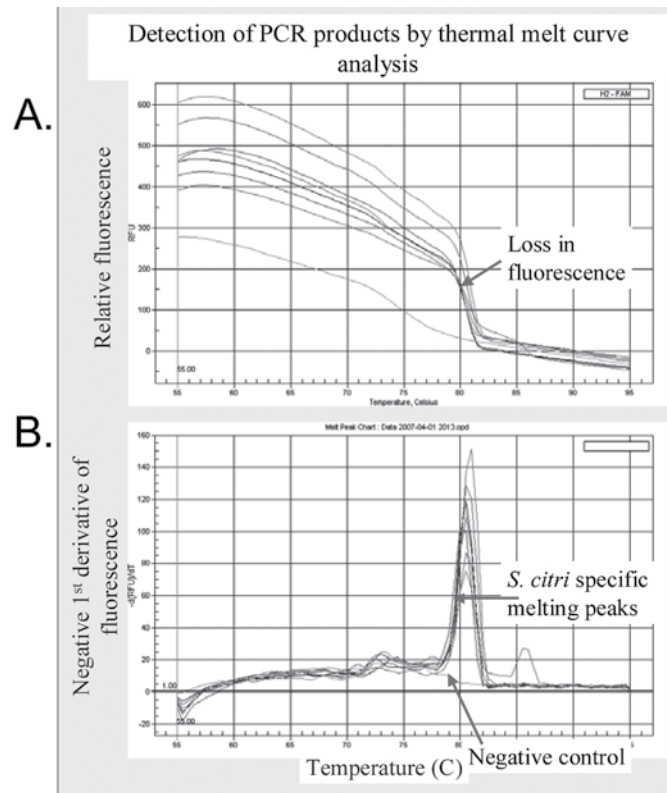 Detection of PCR products by thermal melt curve
analysis
A.
H2 - FAM
Relative fluorescence
RFU
600
500
400
300
200
100
0
55.00
Loss in
fluorescence
55 60 65 70 75 80 85 90 95
Temperature, Celsius
B.
Melt Peak Chart : Data 2007-04-01 2013.opd
Negative 1st derivative of
fluorescence
-d(RFU)/dT
160
140
120
100
80
60
40
20
0
-20
1.00
S. citri specific
melting peaks
55 60 65 70 75 85 90
Negative control
Temperature (C)